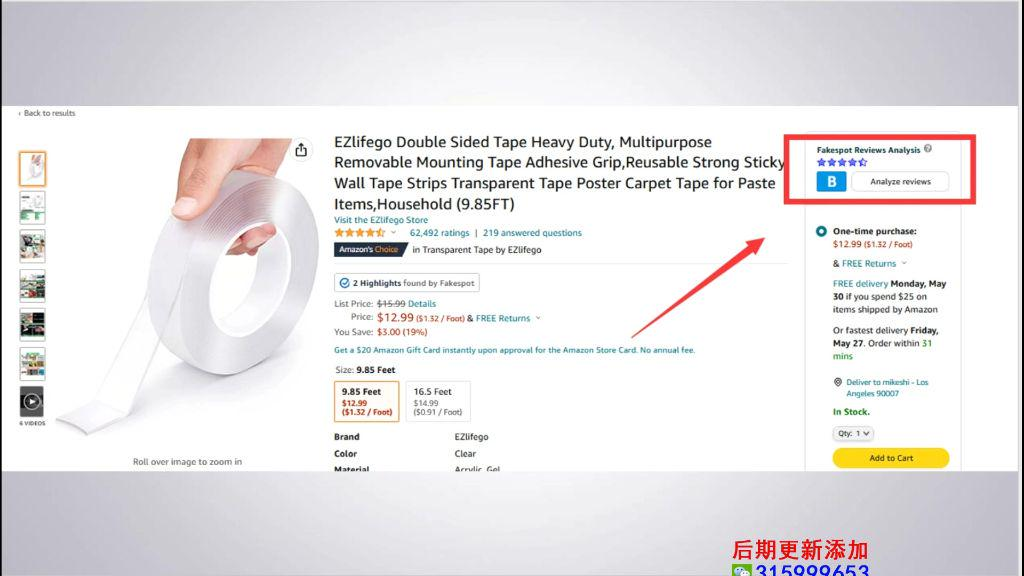 ‹ Back to results
6 VIDEOS
Roll over image to zoom in
EZlifego Double Sided Tape Heavy Duty, Multipurpose
Removable Mounting Tape Adhesive Grip,Reusable Strong Sticky
Wall Tape Strips Transparent Tape Poster Carpet Tape for Paste
Items,Household (9.85FT)
Visit the EZlifego Store
62,492 ratings | 219 answered questions
Amazon's Choice in Transparent Tape by EZlifego
2 Highlights found by Fakespot
List Price: $15.99 Details
Price: $12.99 ($1.32 / Foot) & FREE Returns
You Save: $3.00 (19%)
Get a $20 Amazon Gift Card instantly upon approval for the Amazon Store Card. No annual fee.
Size: 9.85 Feet
9.85 Feet
$12.99
($1.32 / Foot)
16.5 Feet
$14.99
($0.91 / Foot)
Brand EZlifego
Color Clear
Material Acrylic, Gel
Fakespot Reviews Analysis ?
B Analyze reviews
One-time purchase:
$12.99 ($1.32 / Foot)
& FREE Returns
FREE delivery Monday, May
30 if you spend $25 on
items shipped by Amazon
Or fastest delivery Friday,
May 27. Order within 31
mins
Deliver to mikeshi - Los
Angeles 90007
In Stock.
Qty: 1
Add to Cart
后期更新添加
315999653